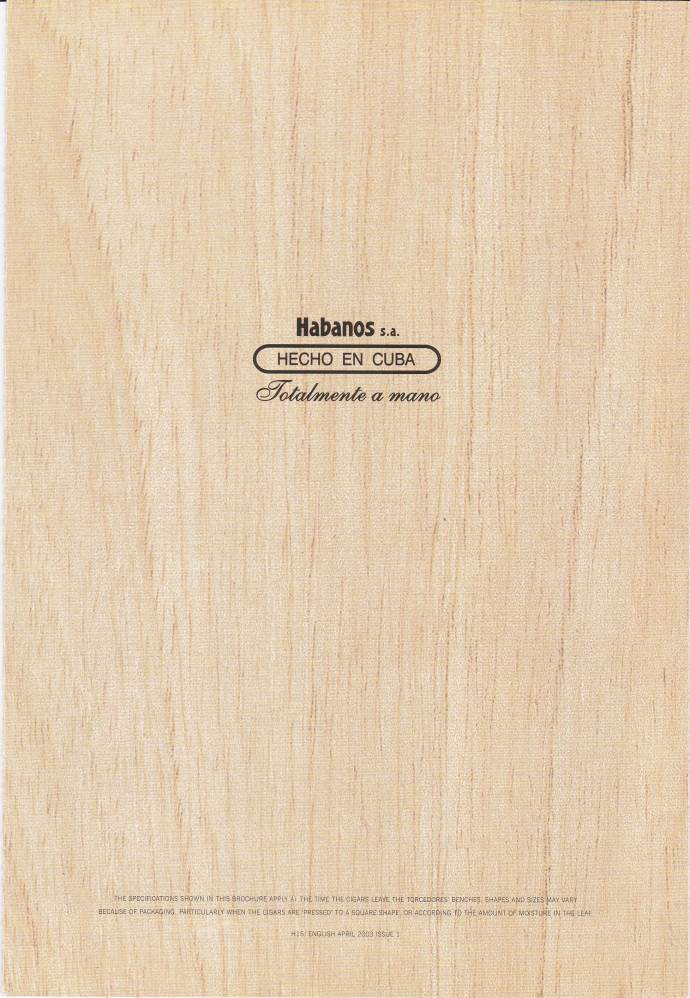 Habanos s.a.
HECHO EN CUBA
Totalmente a mano
THE SPECIFICATIONS SHOWN IN THIS BROCHURE APPLY AT THE TIME THE CIGARS LEAVE THE TORCEDORES' BENCHES. SHAPES AND SIZES MAY VARY
BECAUSE OF PACKAGING, PARTICULARLY WHEN THE CIGARS ARE 'PRESSED' TO A SQUARE SHAPE, OR ACCORDING TO THE AMOUNT OF MOISTURE IN THE LEAF
H15/ ENGLISH APRIL 2003 ISSUE 1